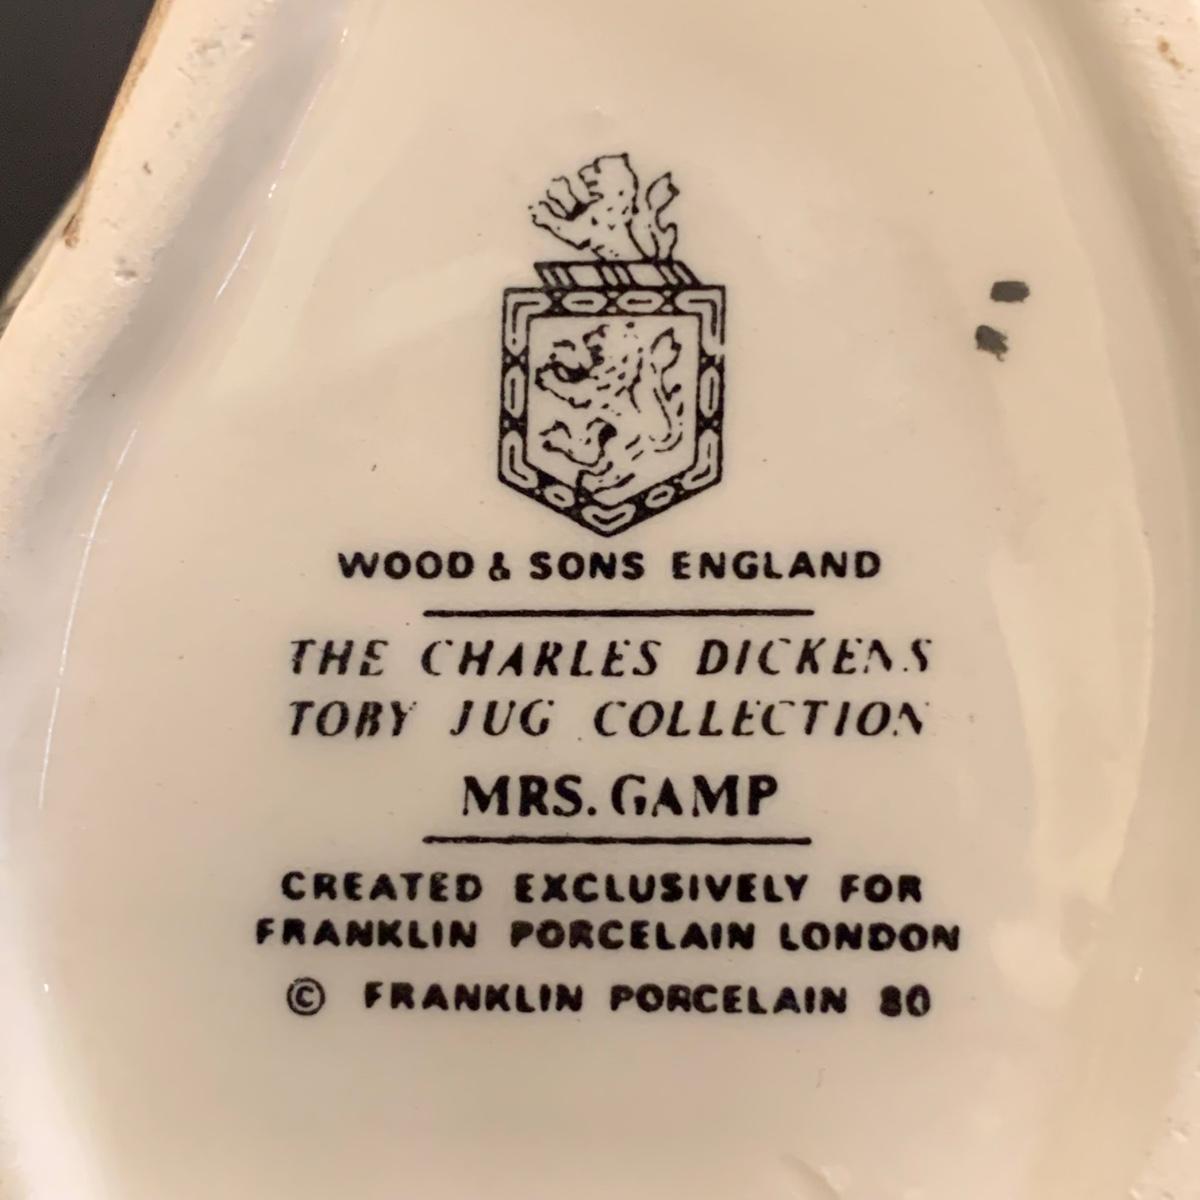 WOOD & SONS ENGLAND
THE CHARLES DICKENS
TOBY JUG COLLECTION
MRS. GAMP
CREATED EXCLUSIVELY FOR
FRANKLIN PORCELAIN LONDON
© FRANKLIN PORCELAIN 80